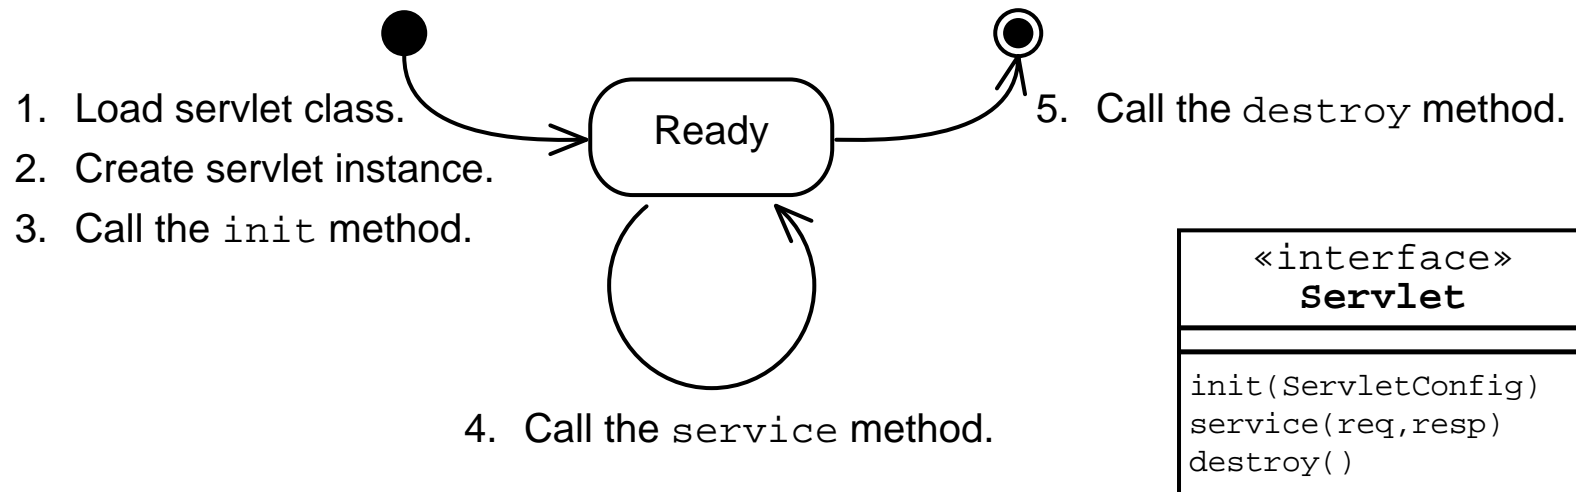 1. Load servlet class.
2. Create servlet instance.
3. Call the init method.
Ready
5. Call the destroy method.
4. Call the service method.
«interface»
Servlet
init(ServletConfig)
service(req,resp)
destroy()